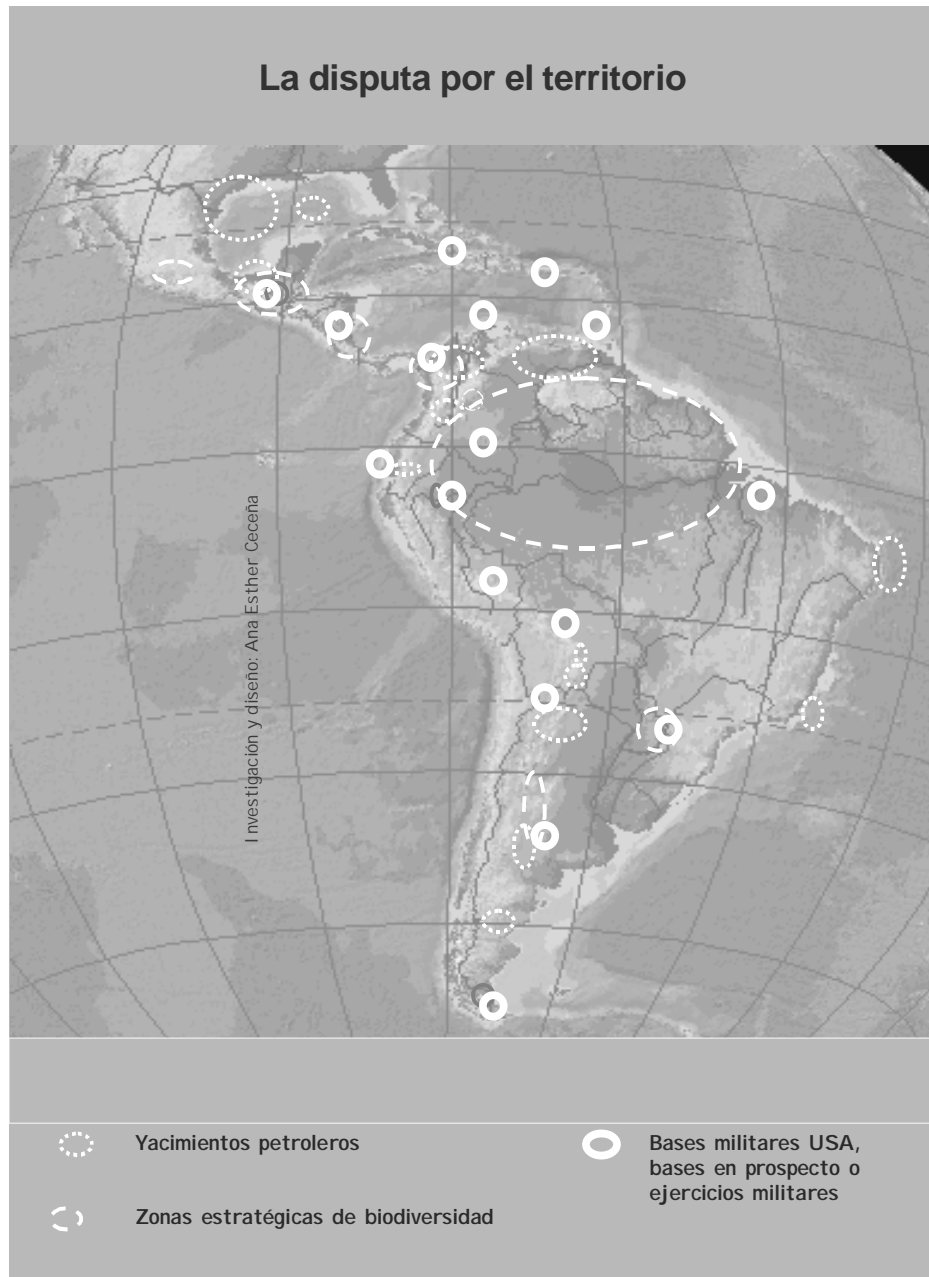 La disputa por el territorio
Investigación y diseño: Ana Esther Ceceña
Yacimientos petroleros
Zonas estratégicas de biodiversidad
Bases militares USA,
bases en prospecto o
ejercicios militares